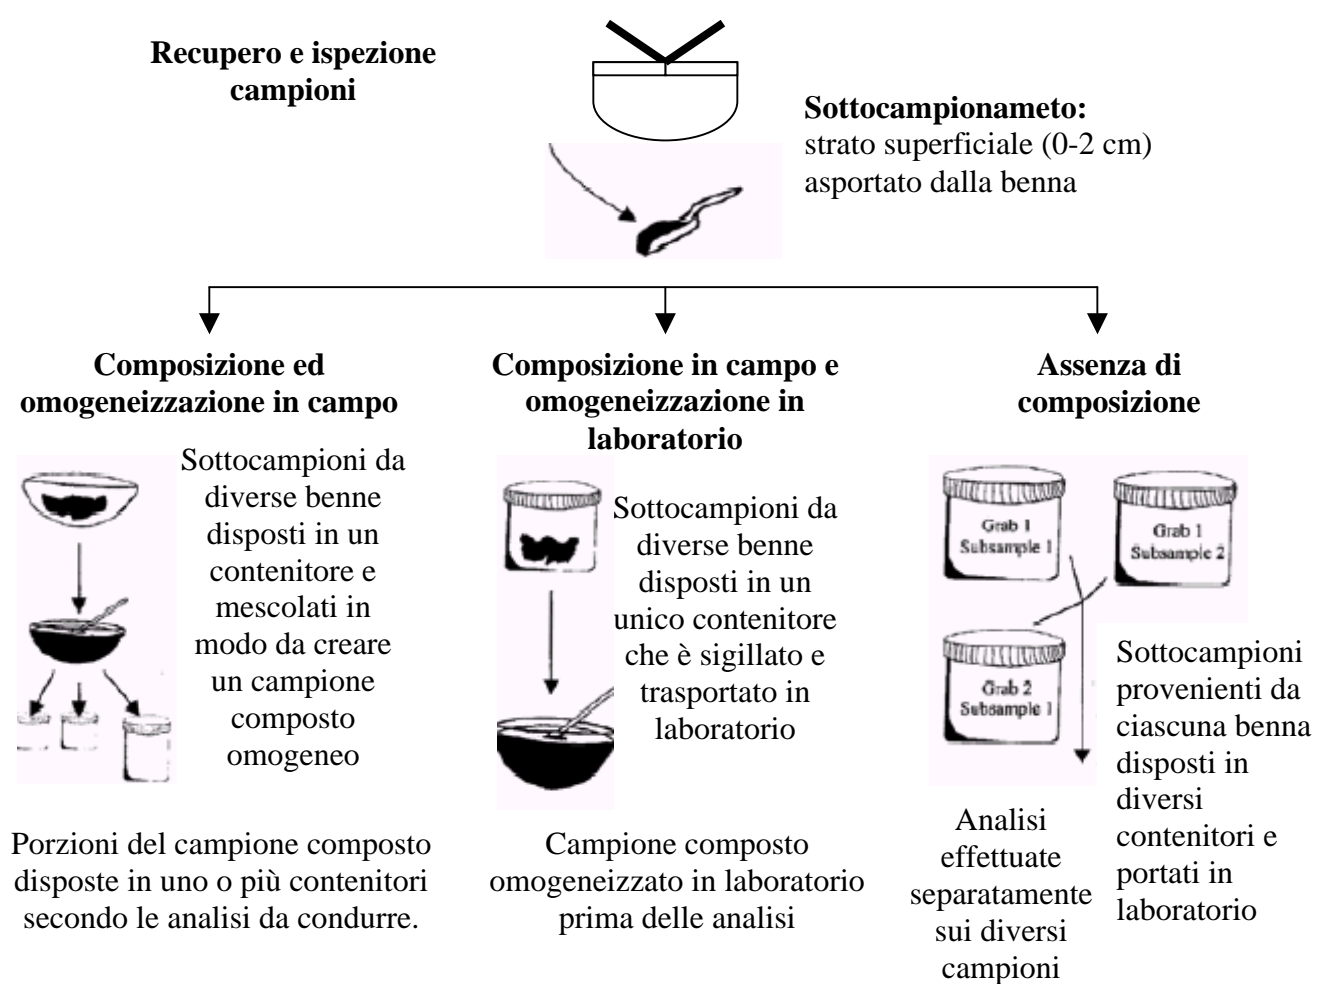 Recupero e ispezione
campioni
Sottocampionameto:
strato superficiale (0-2 cm)
asportato dalla benna
Composizione ed
omogeneizzazione in campo
Sottocampioni da
diverse benne
disposti in un
contenitore e
mescolati in
modo da creare
un campione
composto
omogeneo
Porzioni del campione composto
disposte in uno o più contenitori
secondo le analisi da condurre.
Composizione in campo e
omogeneizzazione in
laboratorio
Sottocampioni da
diverse benne
disposti in un
unico contenitore
che è sigillato e
trasportato in
laboratorio
Campione composto
omogeneizzato in laboratorio
prima delle analisi
Assenza di
composizione
Grab 1
Subsample 1
Grab 1
Subsample 2
Grab 2
Subsample 1
Sottocampioni
provenienti da
ciascuna benna
disposti in
diversi
contenitori e
portati in
laboratorio
Analisi
effettuate
separatamente
sui diversi
campioni